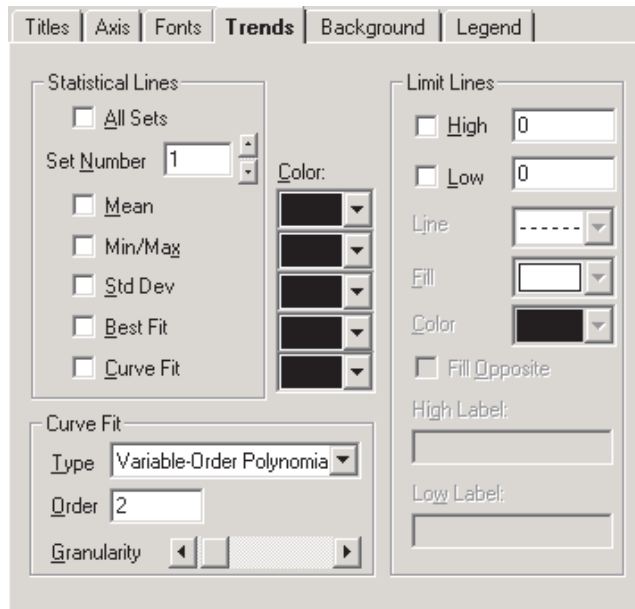 Titles Axis Fonts Trends Background Legend
Statistical Lines
All Sets
Set Number 1
Color:
Mean
Min/Max
Std Dev
Best Fit
Curve Fit
Curve Fit
Type Variable-Order Polynomia
Order 2
Granularity
Limit Lines
High 0
Low 0
Line
Fill
Color
Fill Opposite
High Label:
Low Label: